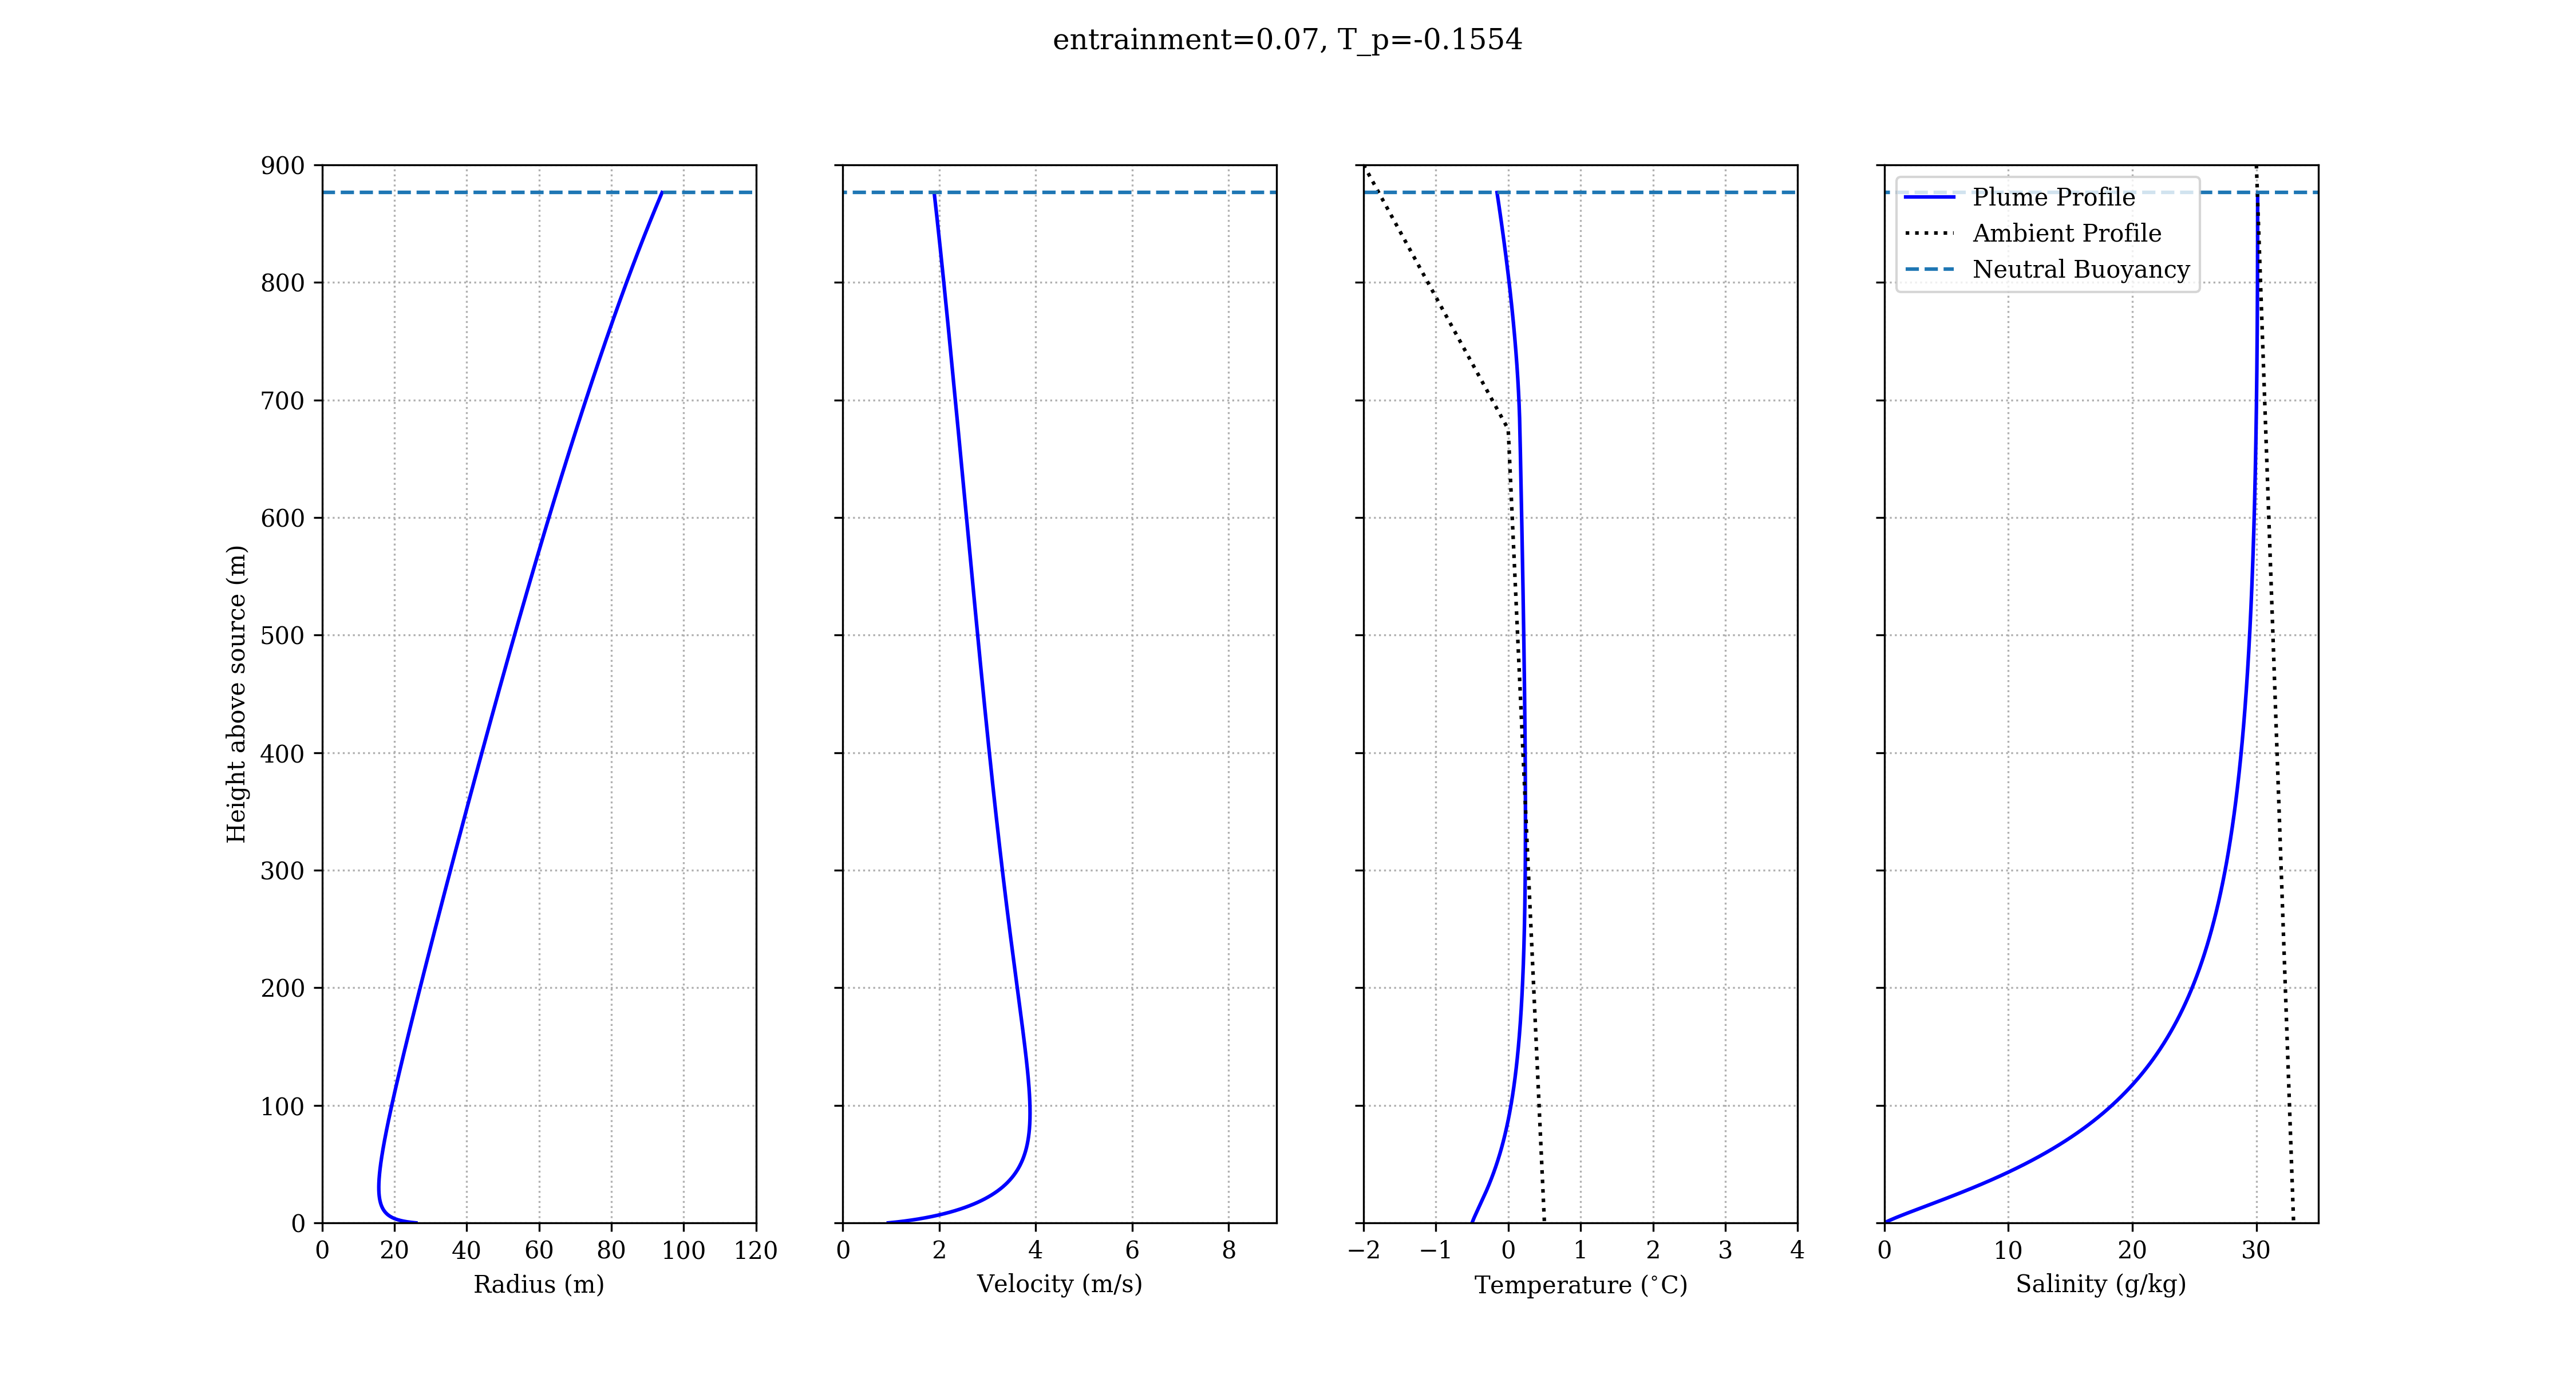 entrainment=0.07, T_p=-0.1554
Height above source (m)
900
800
700
600
500
400
300
200
100
0
0 20 40 60 80 100 120
Radius (m)
0 2 4 6 8
Velocity (m/s)
−2 −1 0 1 2 3 4
Temperature (°C)
Plume Profile
Ambient Profile
Neutral Buoyancy
0 10 20 30
Salinity (g/kg)